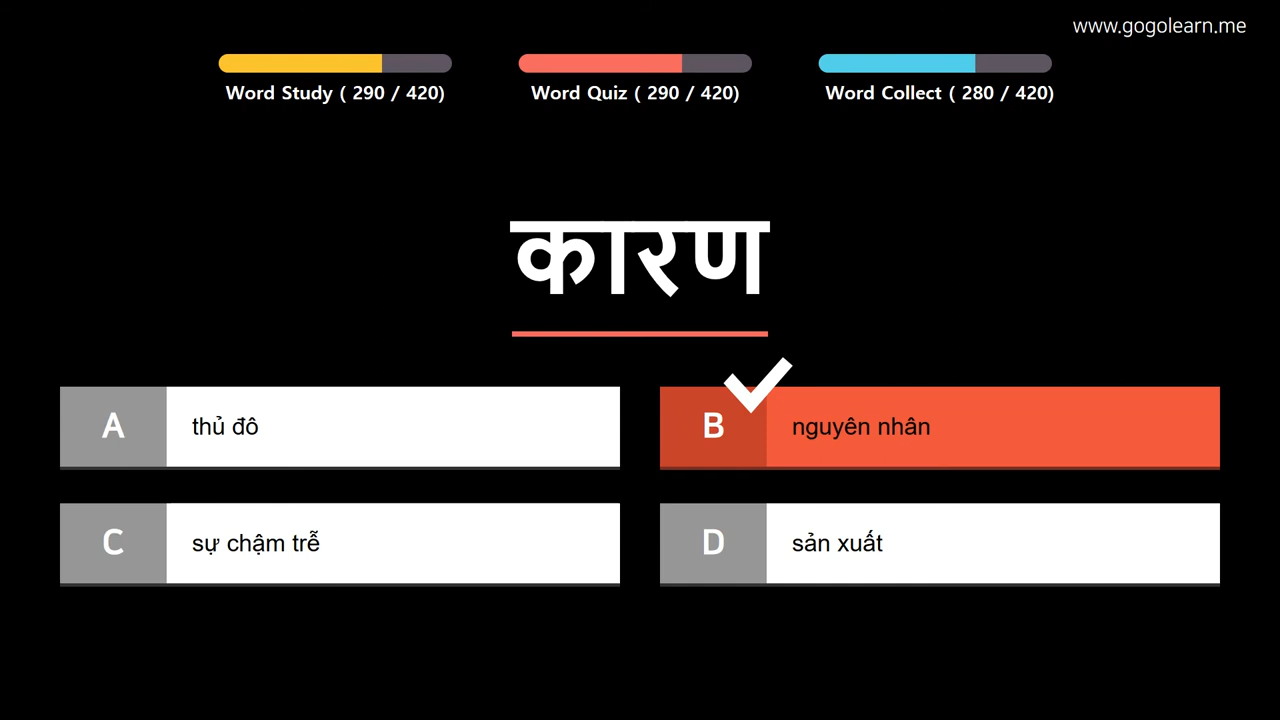 www.gogolearn.me
Word Study ( 290 / 420)
Word Quiz ( 290 / 420)
Word Collect ( 280 / 420)
कारण
A thủ đô
B nguyên nhân
C sự chậm trễ
D sản xuất